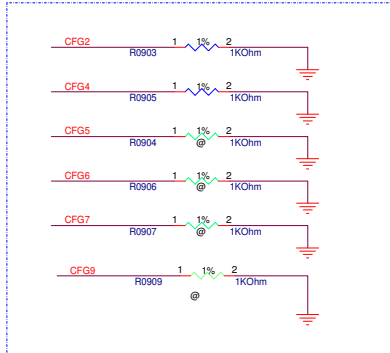 CFG2 1 1% 2
R0903 1KOhm
CFG4 1 1% 2
R0905 1KOhm
CFG5 1 1% 2
R0904 @ 1KOhm
CFG6 1 1% 2
R0906 @ 1KOhm
CFG7 1 1% 2
R0907 @ 1KOhm
CFG9 1 1% 2
R0909 1KOhm
@